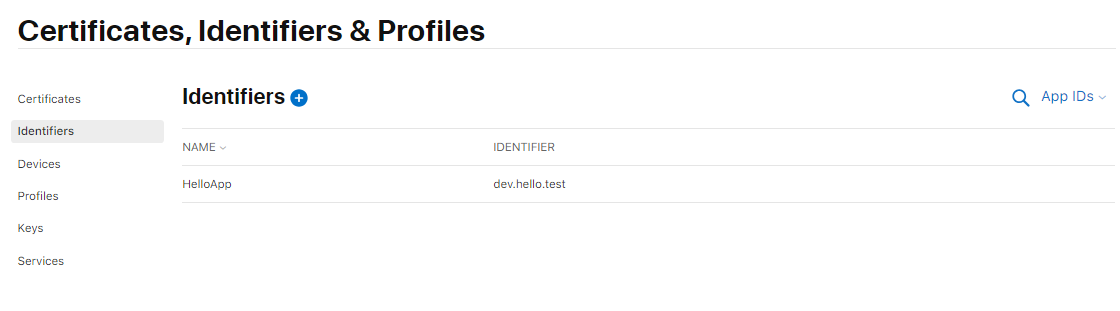 Certificates, Identifiers & Profiles
Certificates
Identifiers
Devices
Profiles
Keys
Services
Identifiers
App IDs
NAME IDENTIFIER
HelloApp dev.hello.test